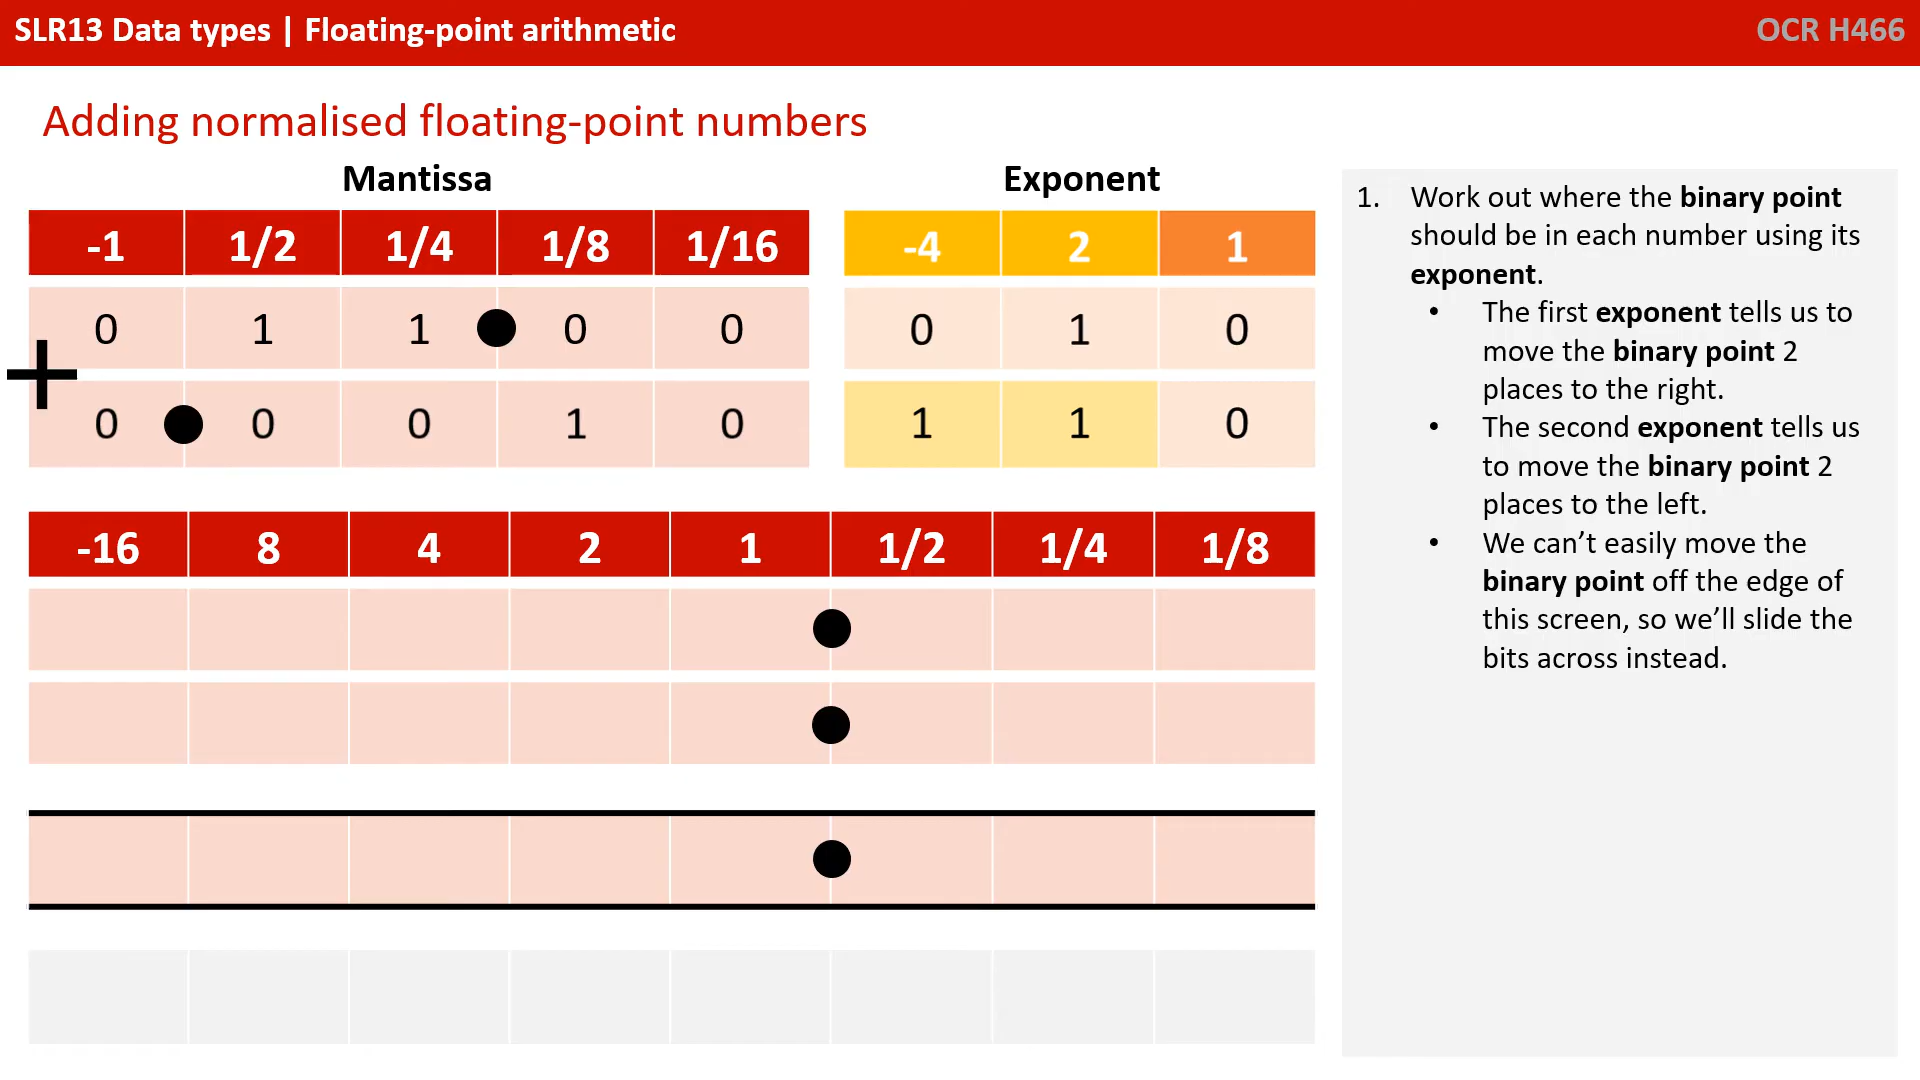 SLR13 Data types | Floating-point arithmetic
OCR H466
Adding normalised floating-point numbers
Mantissa
Exponent
-1 1/2 1/4 1/8 1/16
-4 2 1
0 1 1 0 0
0 1 0
+
0 0 0 1 0
1 1 0
-16 8 4 2 1 1/2 1/4 1/8
1. Work out where the binary point
should be in each number using its
exponent.
• The first exponent tells us to
move the binary point 2
places to the right.
• The second exponent tells us
to move the binary point 2
places to the left.
• We can’t easily move the
binary point off the edge of
this screen, so we’ll slide the
bits across instead.